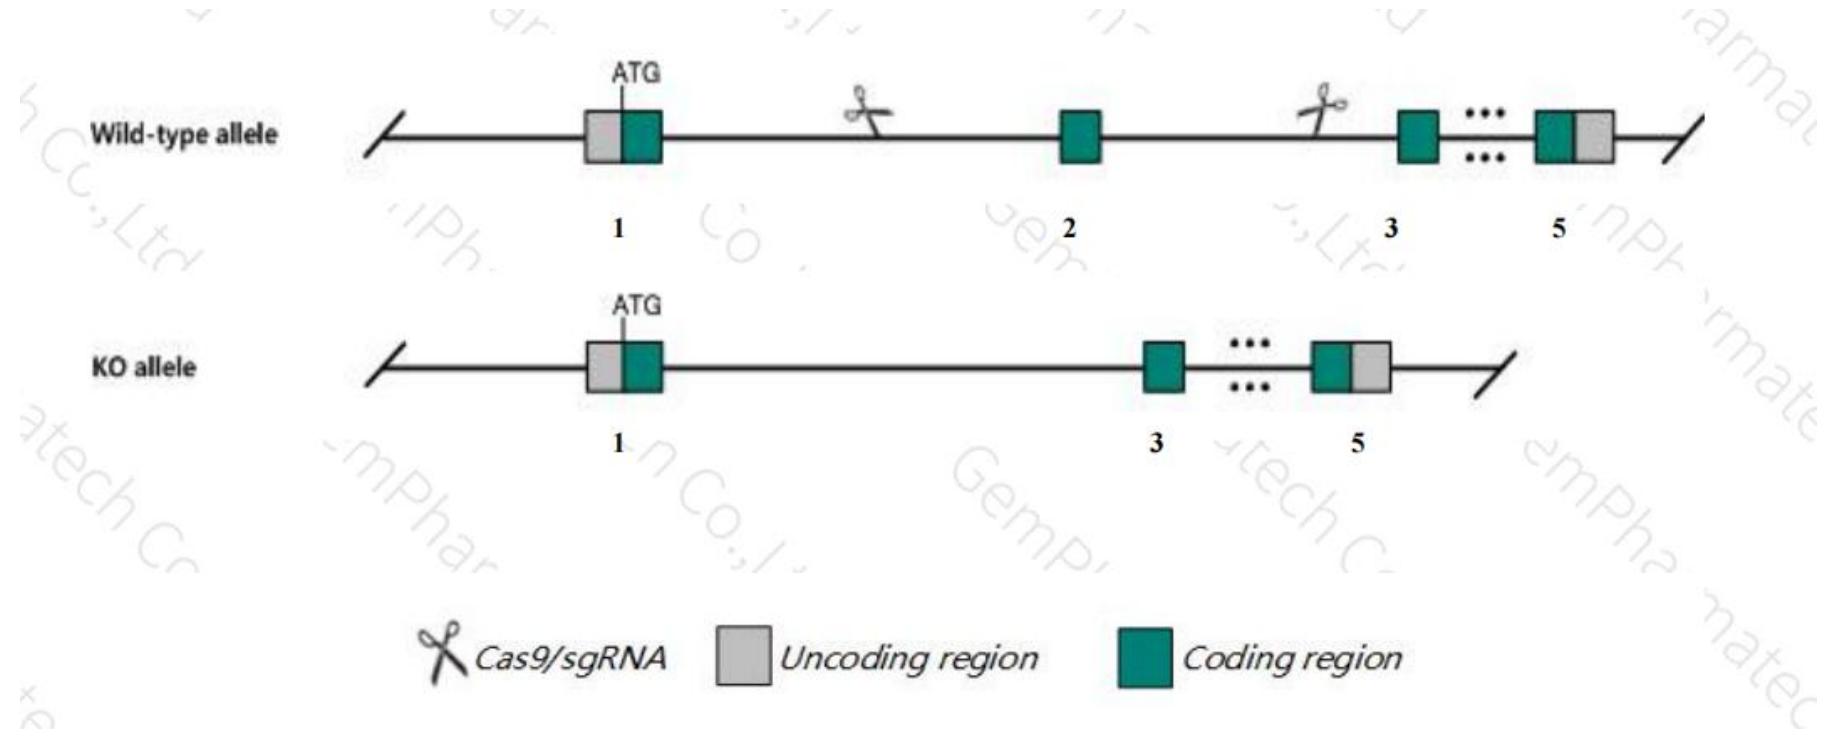 ATG
Wild-type allele
1 2 3 5
ATG
KO allele
1 3 5
Cas9/sgRNA Uncoding region Coding region